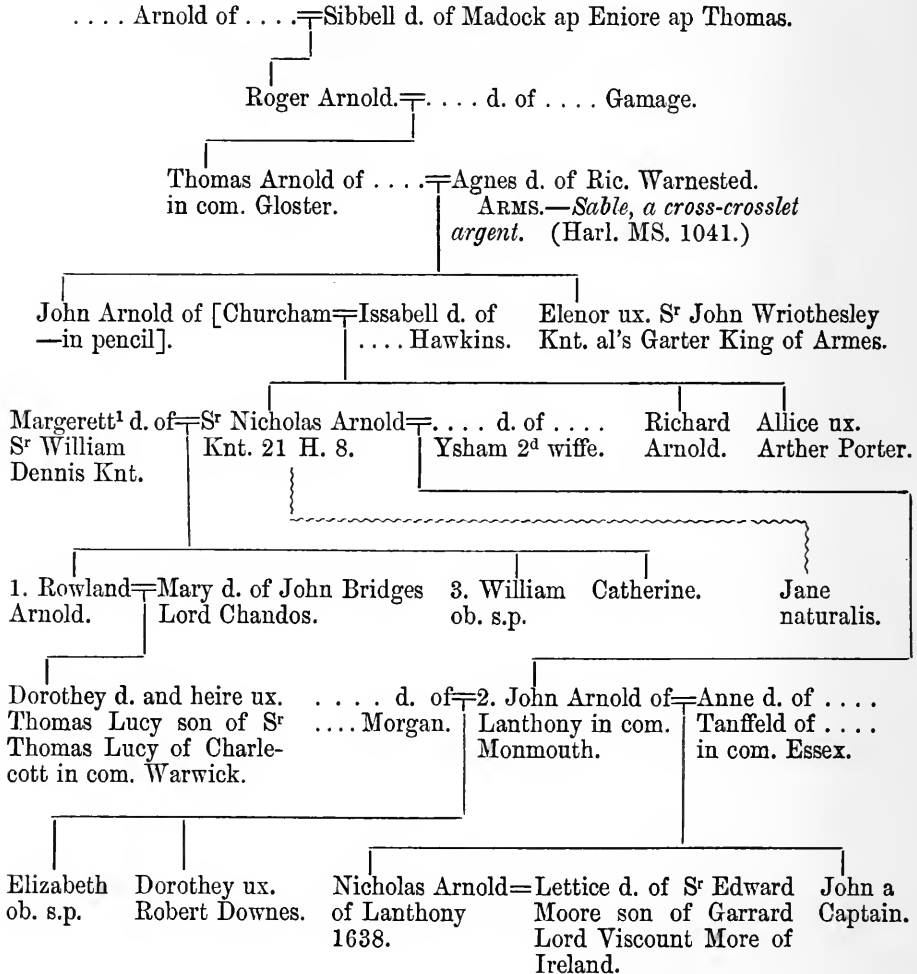 . . . . Arnold of . . . .=Sibbell d. of Madock ap Eniore ap Thomas.
Roger Arnold.=. . . . d. of . . . . Gamage.
Thomas Arnold of . . . .=Agnes d. of Ric. Warnested.
in com. Gloster. ARMS.—Sable, a cross-crosslet
argent. (Harl. MS. 1041.)
John Arnold of [Churcham=Issabell d. of
—in pencil]. . . . . Hawkins.
Elenor ux. Sʳ John Wriothesley
Knt. al's Garter King of Armes.
Margerett¹ d. of=Sʳ Nicholas Arnold=. . . . d. of . . . .
Sʳ William Knt. 21 H. 8. Ysham 2ᵈ wiffe.
Dennis Knt.
Richard
Arnold.
Allice ux.
Arther Porter.
1. Rowland=Mary d. of John Bridges
Arnold. Lord Chandos.
3. William
ob. s.p.
Catherine.
Jane
naturalis.
Dorothey d. and heire ux.
Thomas Lucy son of Sʳ
Thomas Lucy of Charle-
cott in com. Warwick.
. . . . d. of=2. John Arnold of=Anne d. of . . . .
. . . . Morgan. Lanthony in com. Tanffeld of . . . .
Monmouth. in com. Essex.
Elizabeth
ob. s.p.
Dorothey ux.
Robert Downes.
Nicholas Arnold=Lettice d. of Sʳ Edward
of Lanthony Moore son of Garrard
1638. Lord Viscount More of
Ireland.
John a
Captain.